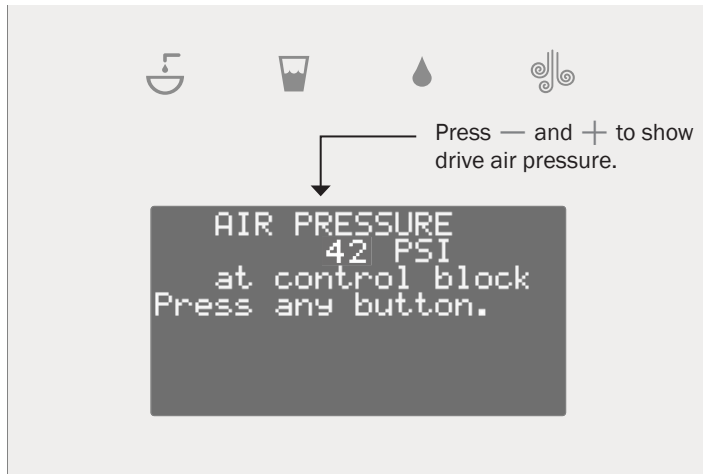 Press — and + to show
drive air pressure.
AIR PRESSURE
42 PSI
at control block
Press any button.